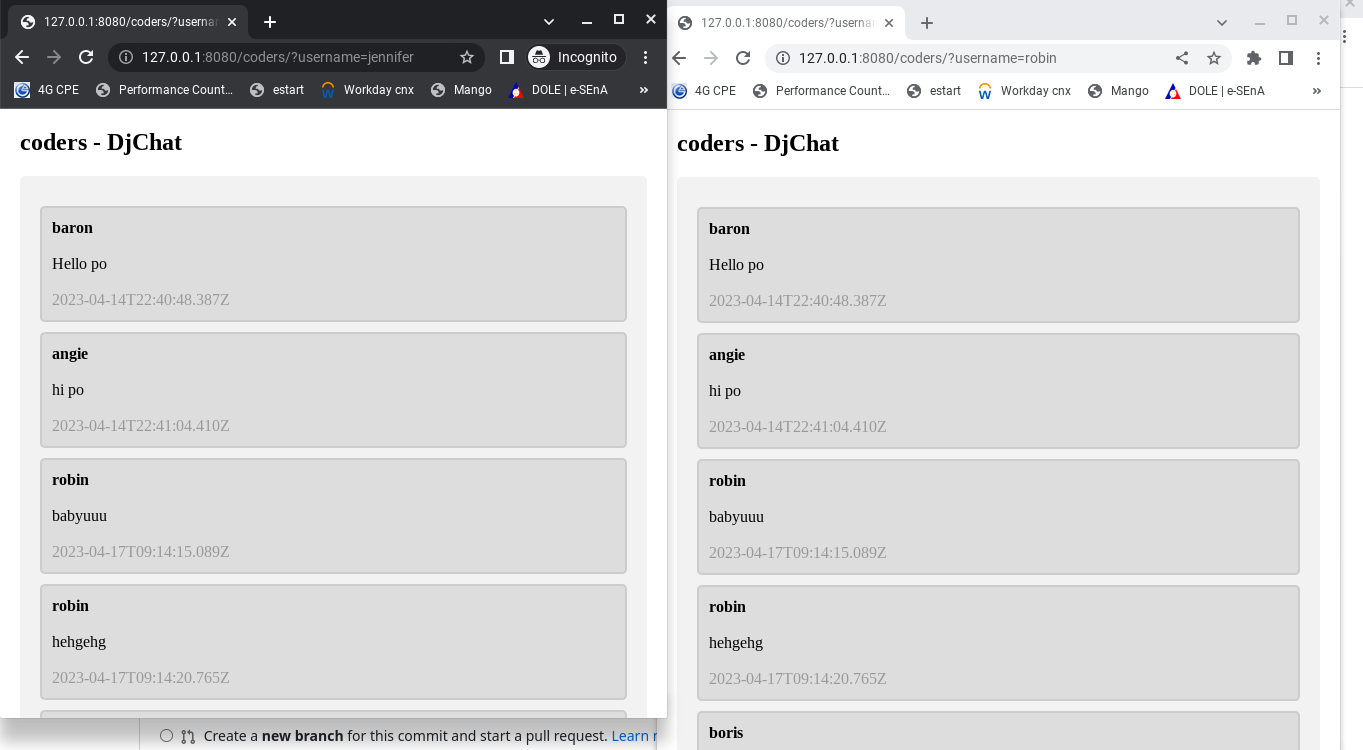 127.0.0.1:8080/coders/?userna
127.0.0.1:8080/coders/?username=jennifer
Incognito
4G CPE
Performance Count...
estart
Workday cnx
Mango
DOLE | e-SEnA
»
coders - DjChat
baron
Hello po
2023-04-14T22:40:48.387Z
angie
hi po
2023-04-14T22:41:04.410Z
robin
babyuuu
2023-04-17T09:14:15.089Z
robin
hehgehg
2023-04-17T09:14:20.765Z
127.0.0.1:8080/coders/?userna
127.0.0.1:8080/coders/?username=robin
4G CPE
Performance Count...
estart
Workday cnx
Mango
DOLE | e-SEnA
»
coders - DjChat
baron
Hello po
2023-04-14T22:40:48.387Z
angie
hi po
2023-04-14T22:41:04.410Z
robin
babyuuu
2023-04-17T09:14:15.089Z
robin
hehgehg
2023-04-17T09:14:20.765Z
boris
Create a new branch for this commit and start a pull request. Learn